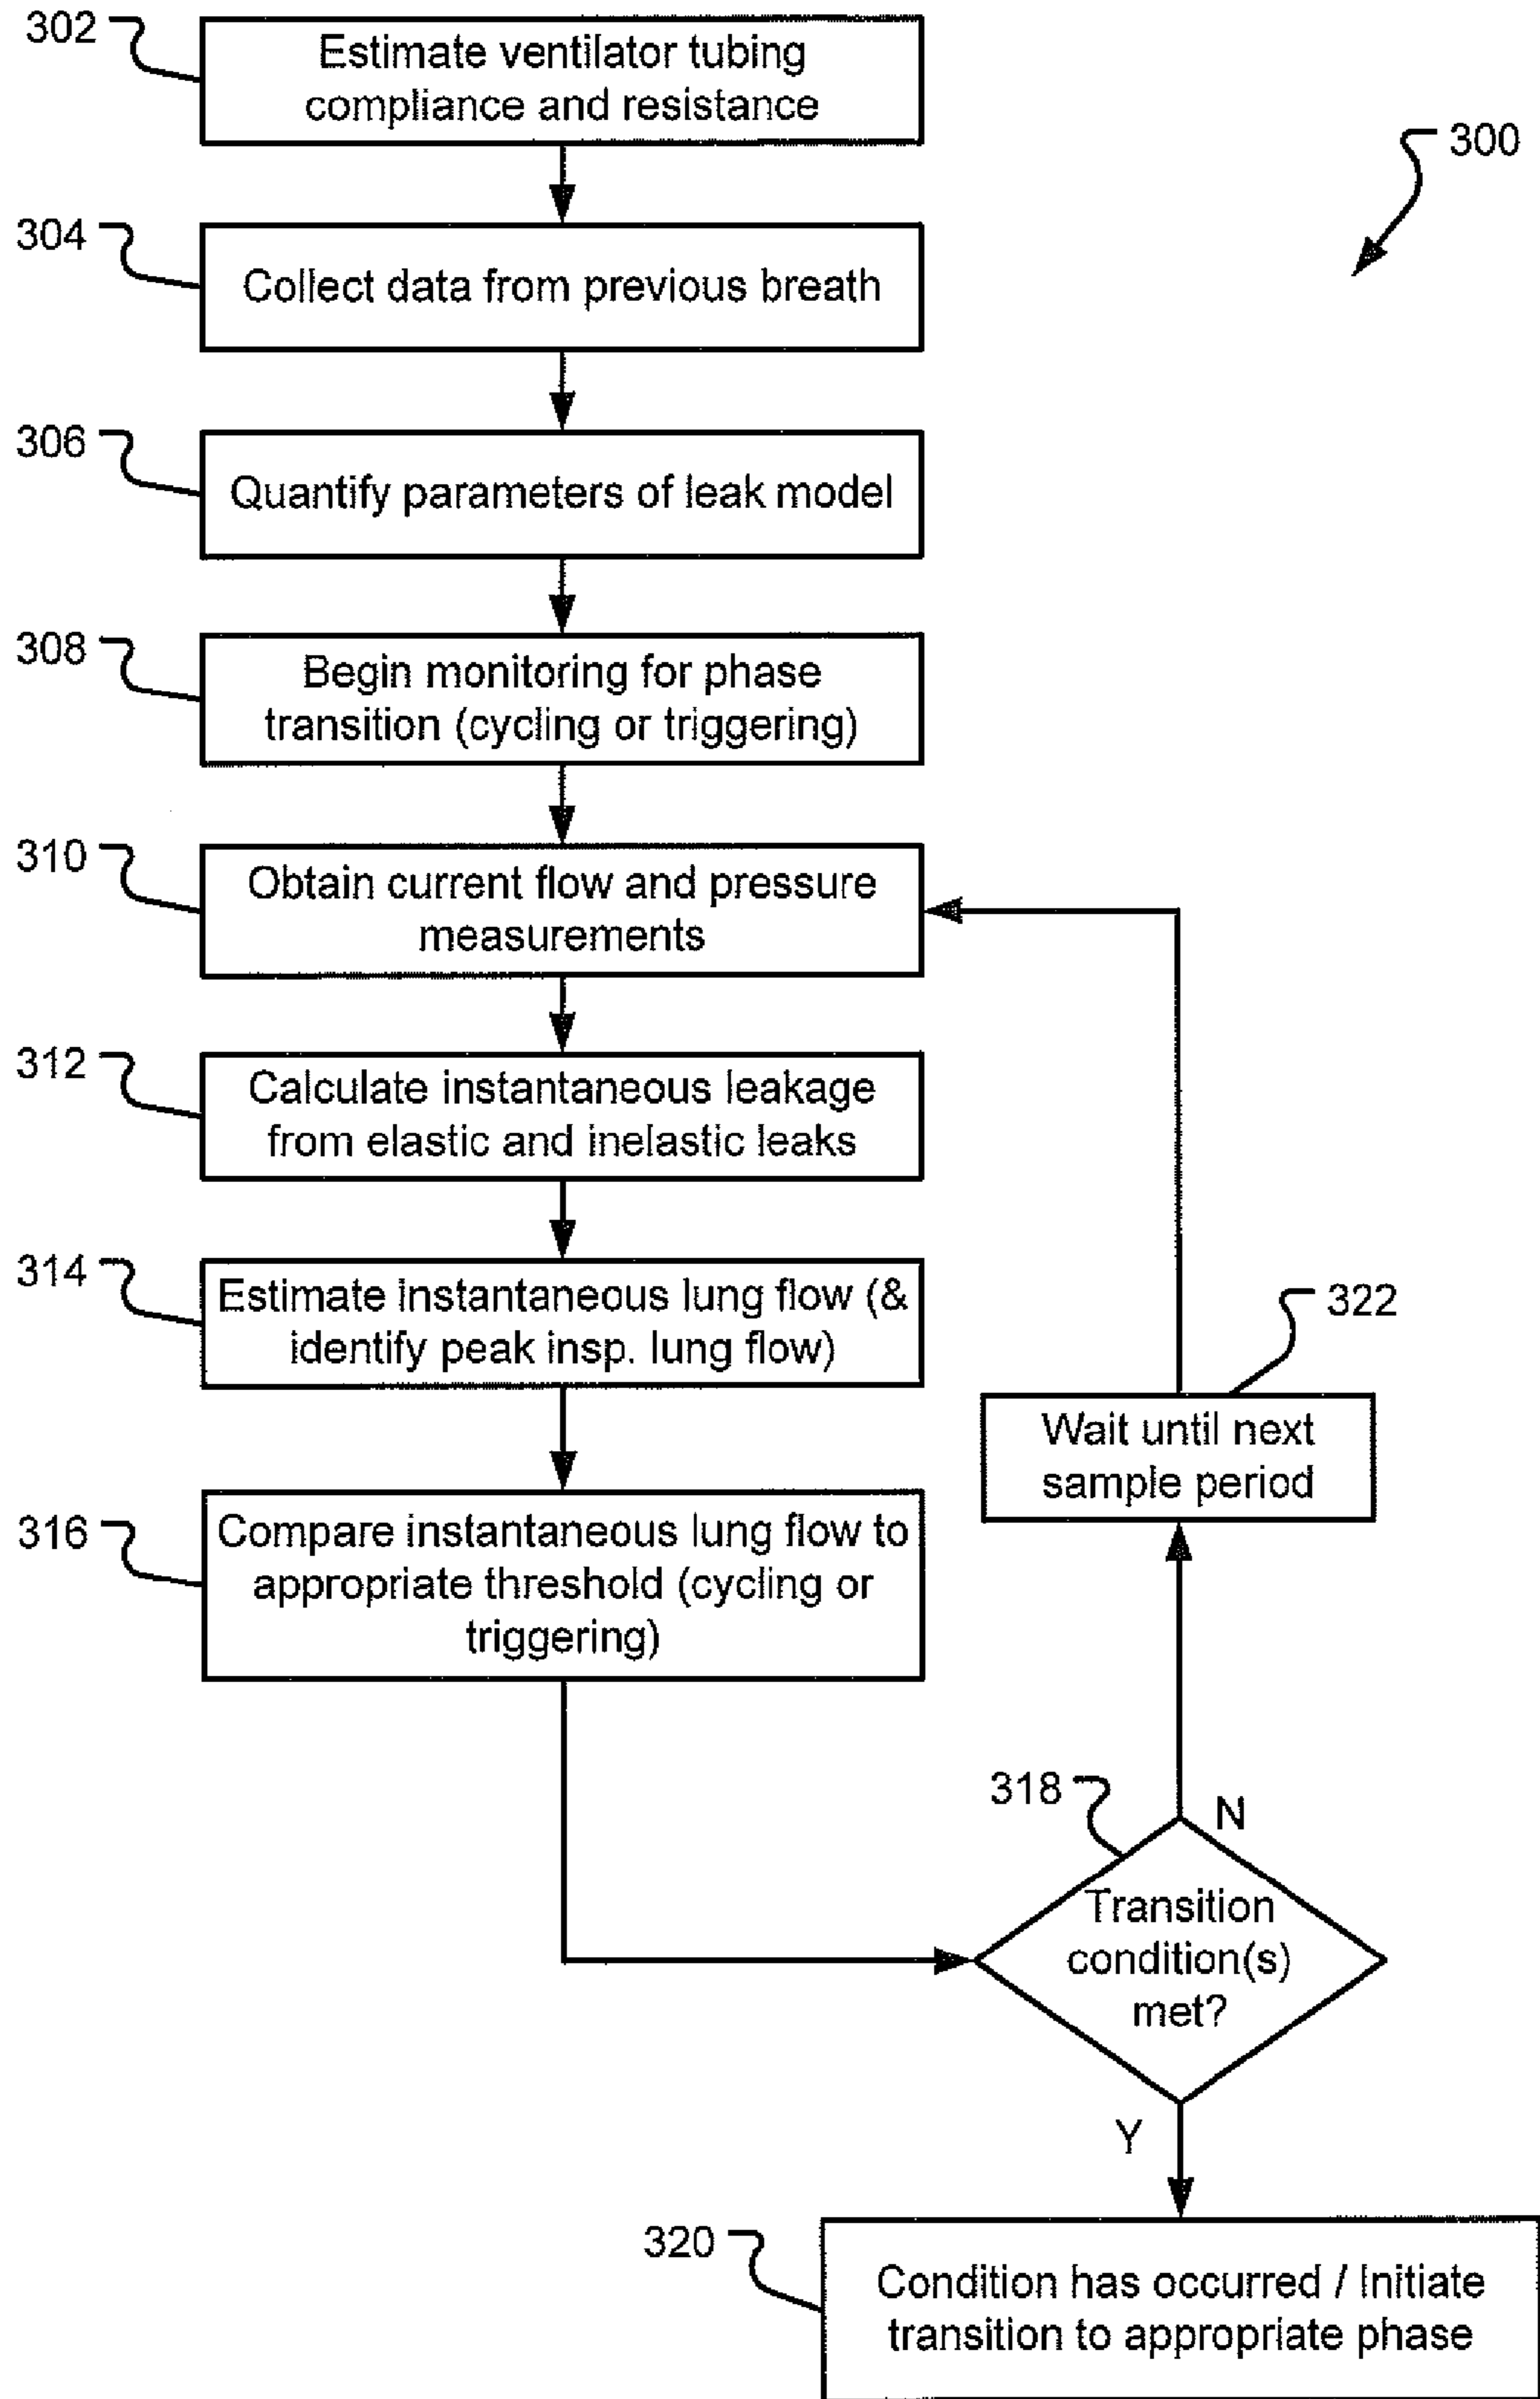 302
Estimate ventilator tubing
compliance and resistance
300
304
Collect data from previous breath
306
Quantify parameters of leak model
308
Begin monitoring for phase
transition (cycling or triggering)
310
Obtain current flow and pressure
measurements
312
Calculate instantaneous leakage
from elastic and inelastic leaks
314
Estimate instantaneous lung flow (&
identify peak insp. lung flow)
322
Wait until next
sample period
316
Compare instantaneous lung flow to
appropriate threshold (cycling or
triggering)
318
N
Transition
condition(s)
met?
Y
320
Condition has occurred / Initiate
transition to appropriate phase